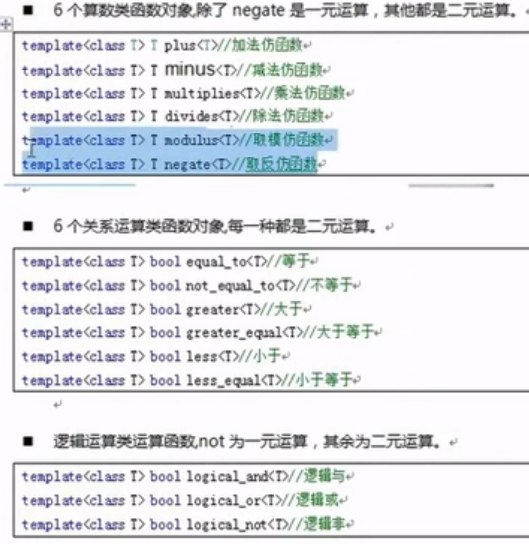 ■ 6 个算数类函数对象,除了 negate 是一元运算，其他都是二元运算。
template<class T> T plus<T>//加法仿函数
template<class T> T minus<T>//减法仿函数
template<class T> T multiplies<T>//乘法仿函数
template<class T> T divides<T>//除法仿函数
template<class T> T modulus<T>//取模仿函数
template<class T> T negate<T>//取反仿函数
■ 6 个关系运算类函数对象,每一种都是二元运算。
template<class T> bool equal_to<T>//等于
template<class T> bool not_equal_to<T>//不等于
template<class T> bool greater<T>//大于
template<class T> bool greater_equal<T>//大于等于
template<class T> bool less<T>//小于
template<class T> bool less_equal<T>//小于等于
■ 逻辑运算类运算函数,not 为一元运算，其余为二元运算。
template<class T> bool logical_and<T>//逻辑与
template<class T> bool logical_or<T>//逻辑或
template<class T> bool logical_not<T>//逻辑非